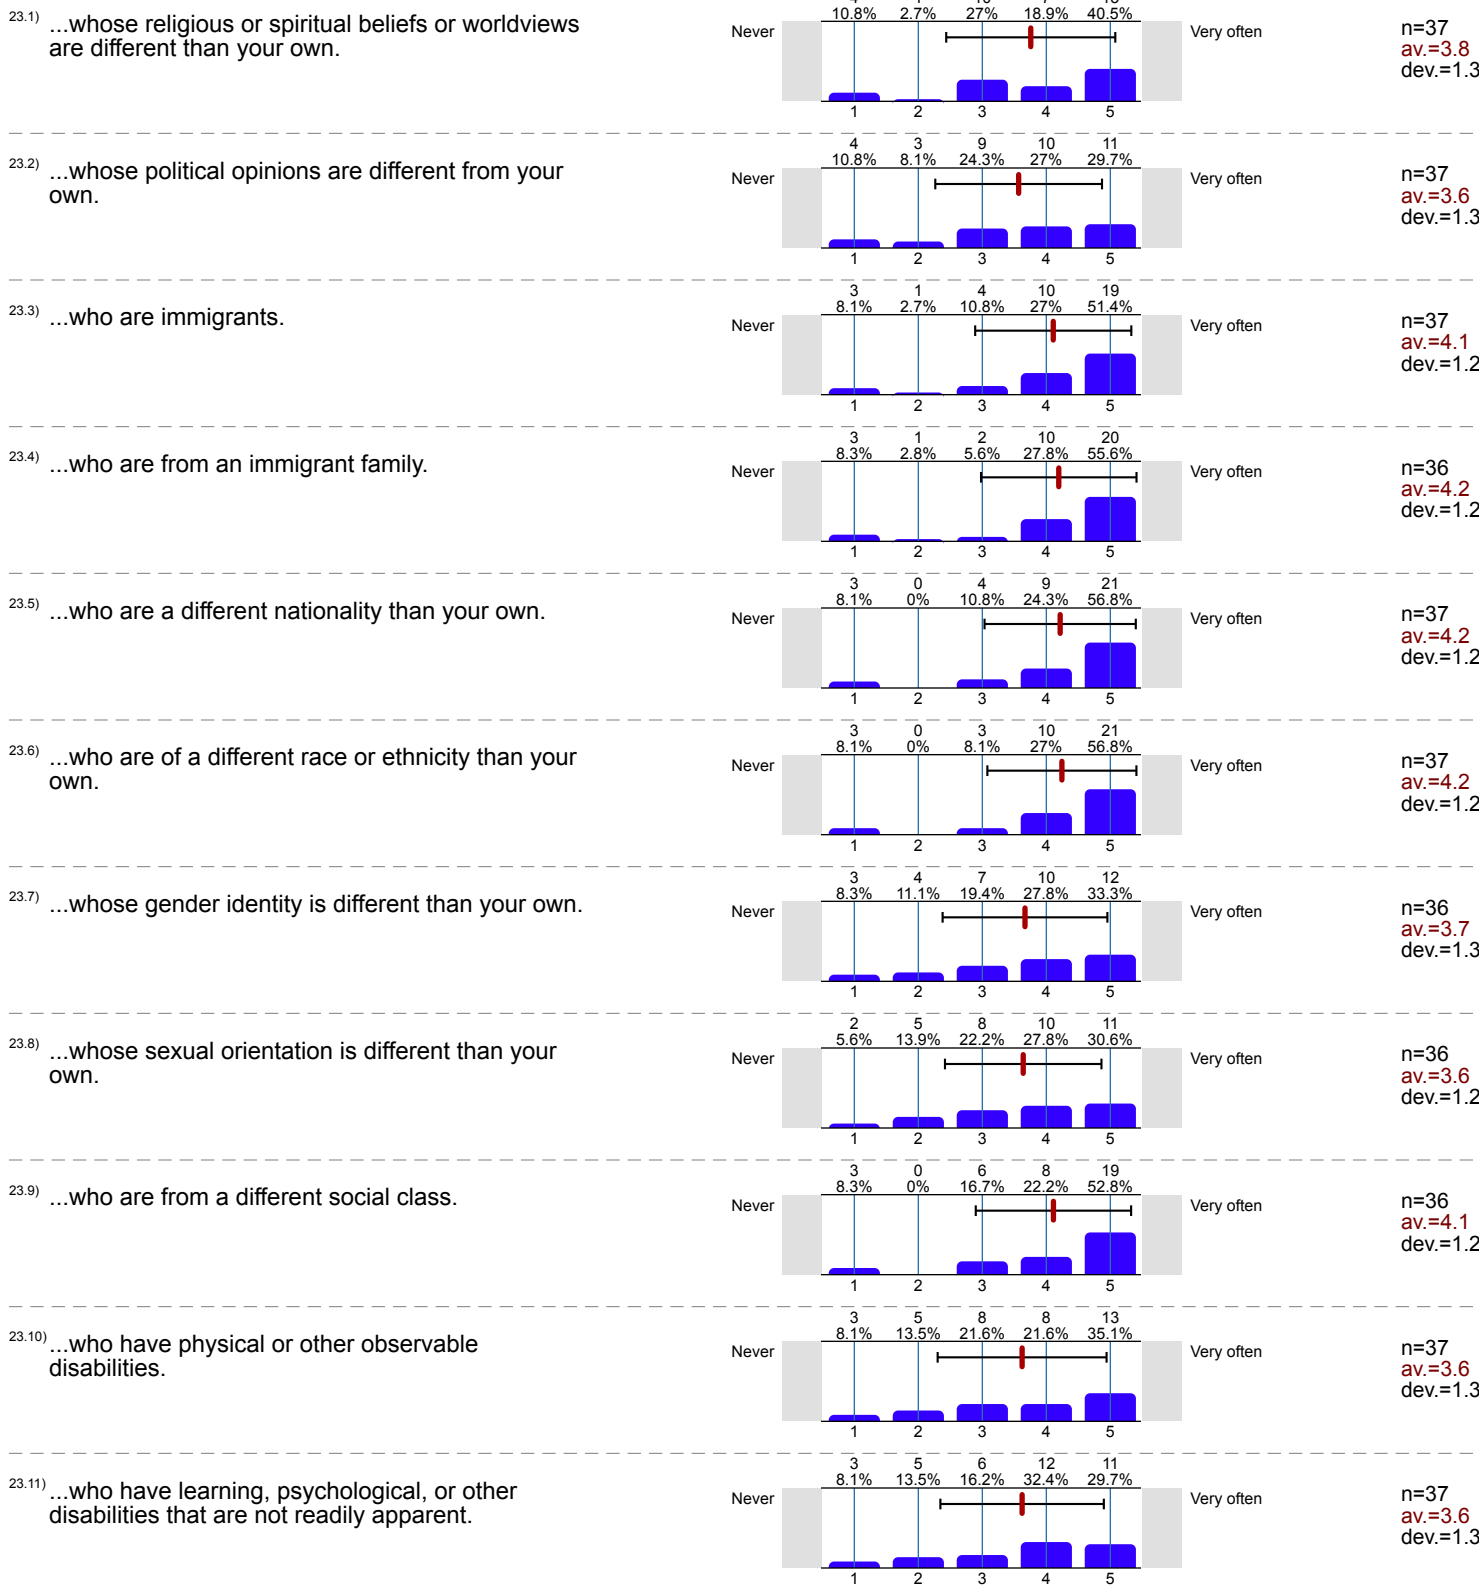 23.1) ...whose religious or spiritual beliefs or worldviews
are different than your own.
10.8% 2.7% 27% 18.9% 40.5%
Never Very often
n=37
av.=3.8
dev.=1.3
1 2 3 4 5
23.2) ...whose political opinions are different from your
own.
4 3 9 10 11
10.8% 8.1% 24.3% 27% 29.7%
Never Very often
n=37
av.=3.6
dev.=1.3
1 2 3 4 5
23.3) ...who are immigrants.
3 1 4 10 19
8.1% 2.7% 10.8% 27% 51.4%
Never Very often
n=37
av.=4.1
dev.=1.2
1 2 3 4 5
23.4) ...who are from an immigrant family.
3 1 2 10 20
8.3% 2.8% 5.6% 27.8% 55.6%
Never Very often
n=36
av.=4.2
dev.=1.2
1 2 3 4 5
23.5) ...who are a different nationality than your own.
3 0 4 9 21
8.1% 0% 10.8% 24.3% 56.8%
Never Very often
n=37
av.=4.2
dev.=1.2
1 2 3 4 5
23.6) ...who are of a different race or ethnicity than your
own.
3 0 3 10 21
8.1% 0% 8.1% 27% 56.8%
Never Very often
n=37
av.=4.2
dev.=1.2
1 2 3 4 5
23.7) ...whose gender identity is different than your own.
3 4 7 10 12
8.3% 11.1% 19.4% 27.8% 33.3%
Never Very often
n=36
av.=3.7
dev.=1.3
1 2 3 4 5
23.8) ...whose sexual orientation is different than your
own.
2 5 8 10 11
5.6% 13.9% 22.2% 27.8% 30.6%
Never Very often
n=36
av.=3.6
dev.=1.2
1 2 3 4 5
23.9) ...who are from a different social class.
3 0 6 8 19
8.3% 0% 16.7% 22.2% 52.8%
Never Very often
n=36
av.=4.1
dev.=1.2
1 2 3 4 5
23.10) ...who have physical or other observable
disabilities.
3 5 8 8 13
8.1% 13.5% 21.6% 21.6% 35.1%
Never Very often
n=37
av.=3.6
dev.=1.3
1 2 3 4 5
23.11) ...who have learning, psychological, or other
disabilities that are not readily apparent.
3 5 6 12 11
8.1% 13.5% 16.2% 32.4% 29.7%
Never Very often
n=37
av.=3.6
dev.=1.3
1 2 3 4 5